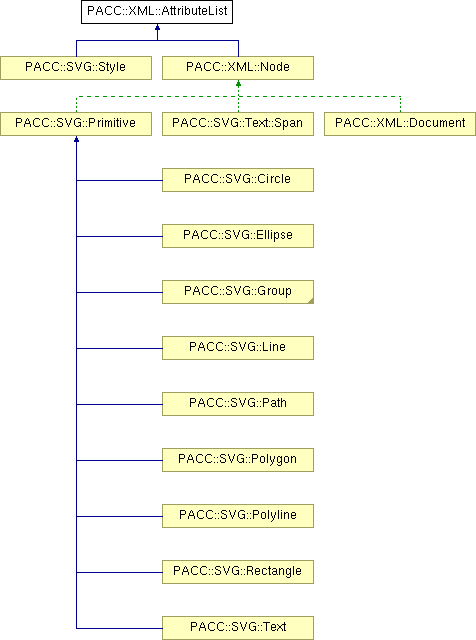 PACC::XML::AttributeList
PACC::SVG::Style
PACC::XML::Node
PACC::SVG::Primitive
PACC::SVG::Text::Span
PACC::XML::Document
PACC::SVG::Circle
PACC::SVG::Ellipse
PACC::SVG::Group
PACC::SVG::Line
PACC::SVG::Path
PACC::SVG::Polygon
PACC::SVG::Polyline
PACC::SVG::Rectangle
PACC::SVG::Text